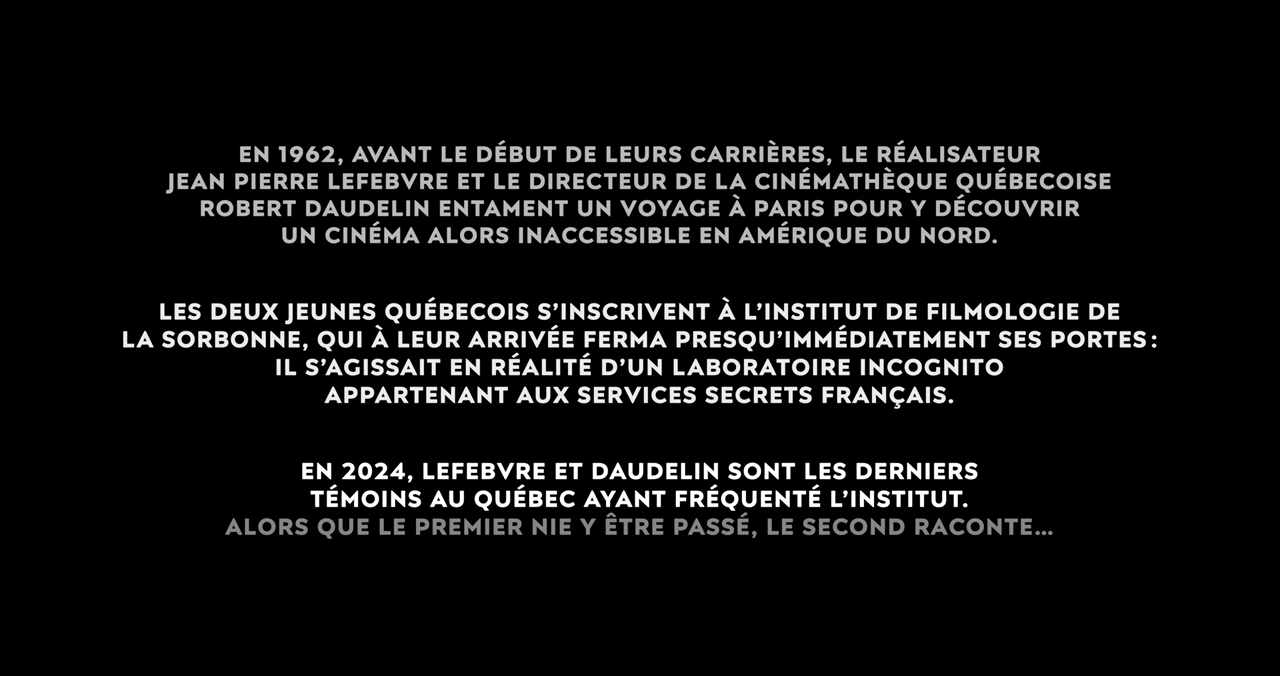 EN 1962, AVANT LE DÉBUT DE LEURS CARRIÈRES, LE RÉALISATEUR
JEAN PIERRE LEFEBVRE ET LE DIRECTEUR DE LA CINÉMATHÈQUE QUÉBECOISE
ROBERT DAUDELIN ENTAMENT UN VOYAGE À PARIS POUR Y DÉCOUVRIR
UN CINÉMA ALORS INACCESSIBLE EN AMÉRIQUE DU NORD.
LES DEUX JEUNES QUÉBECOIS S'INSCRIVENT À L'INSTITUT DE FILMOLOGIE DE
LA SORBONNE, QUI À LEUR ARRIVÉE FERMA PRESQU'IMMÉDIATEMENT SES PORTES :
IL S'AGISSAIT EN RÉALITÉ D'UN LABORATOIRE INCOGNITO
APPARTENANT AUX SERVICES SECRETS FRANÇAIS.
EN 2024, LEFEBVRE ET DAUDELIN SONT LES DERNIERS
TÉMOINS AU QUÉBEC AYANT FRÉQUENTÉ L'INSTITUT.
ALORS QUE LE PREMIER NIE Y ÊTRE PASSÉ, LE SECOND RACONTE...